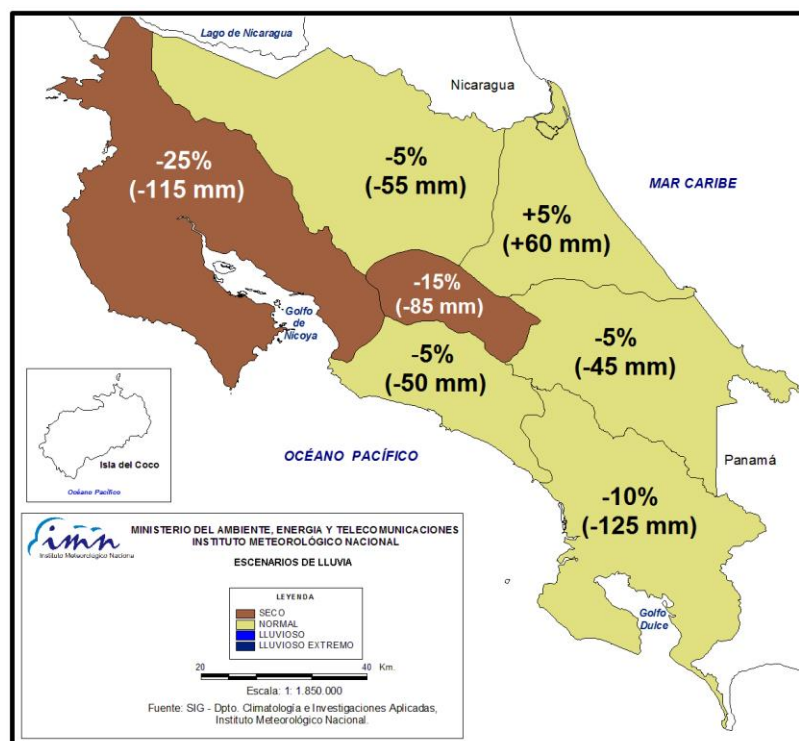 Lago de Nicaragua
Nicaragua
-25%
(-115 mm)
-5%
(-55 mm)
MAR CARIBE
+5%
(+60 mm)
-15%
(-85 mm)
Golfo
de
Nicoya
-5%
(-50 mm)
-5%
(-45 mm)
Isla del Coco
Océano Pacífico
OCÉANO PACÍFICO
Panamá
-10%
(-125 mm)
Golfo
Dulce
imn
Instituto Meteorológico Nacional
MINISTERIO DEL AMBIENTE, ENERGIA Y TELECOMUNICACIONES
INSTITUTO METEOROLÓGICO NACIONAL
ESCENARIOS DE LLUVIA
LEYENDA
SECO
NORMAL
LLUVIOSO
LLUVIOSO EXTREMO
20 40 Km.
Escala: 1: 1.850.000
Fuente: SIG - Dpto. Climatología e Investigaciones Aplicadas,
Instituto Meteorológico Nacional.